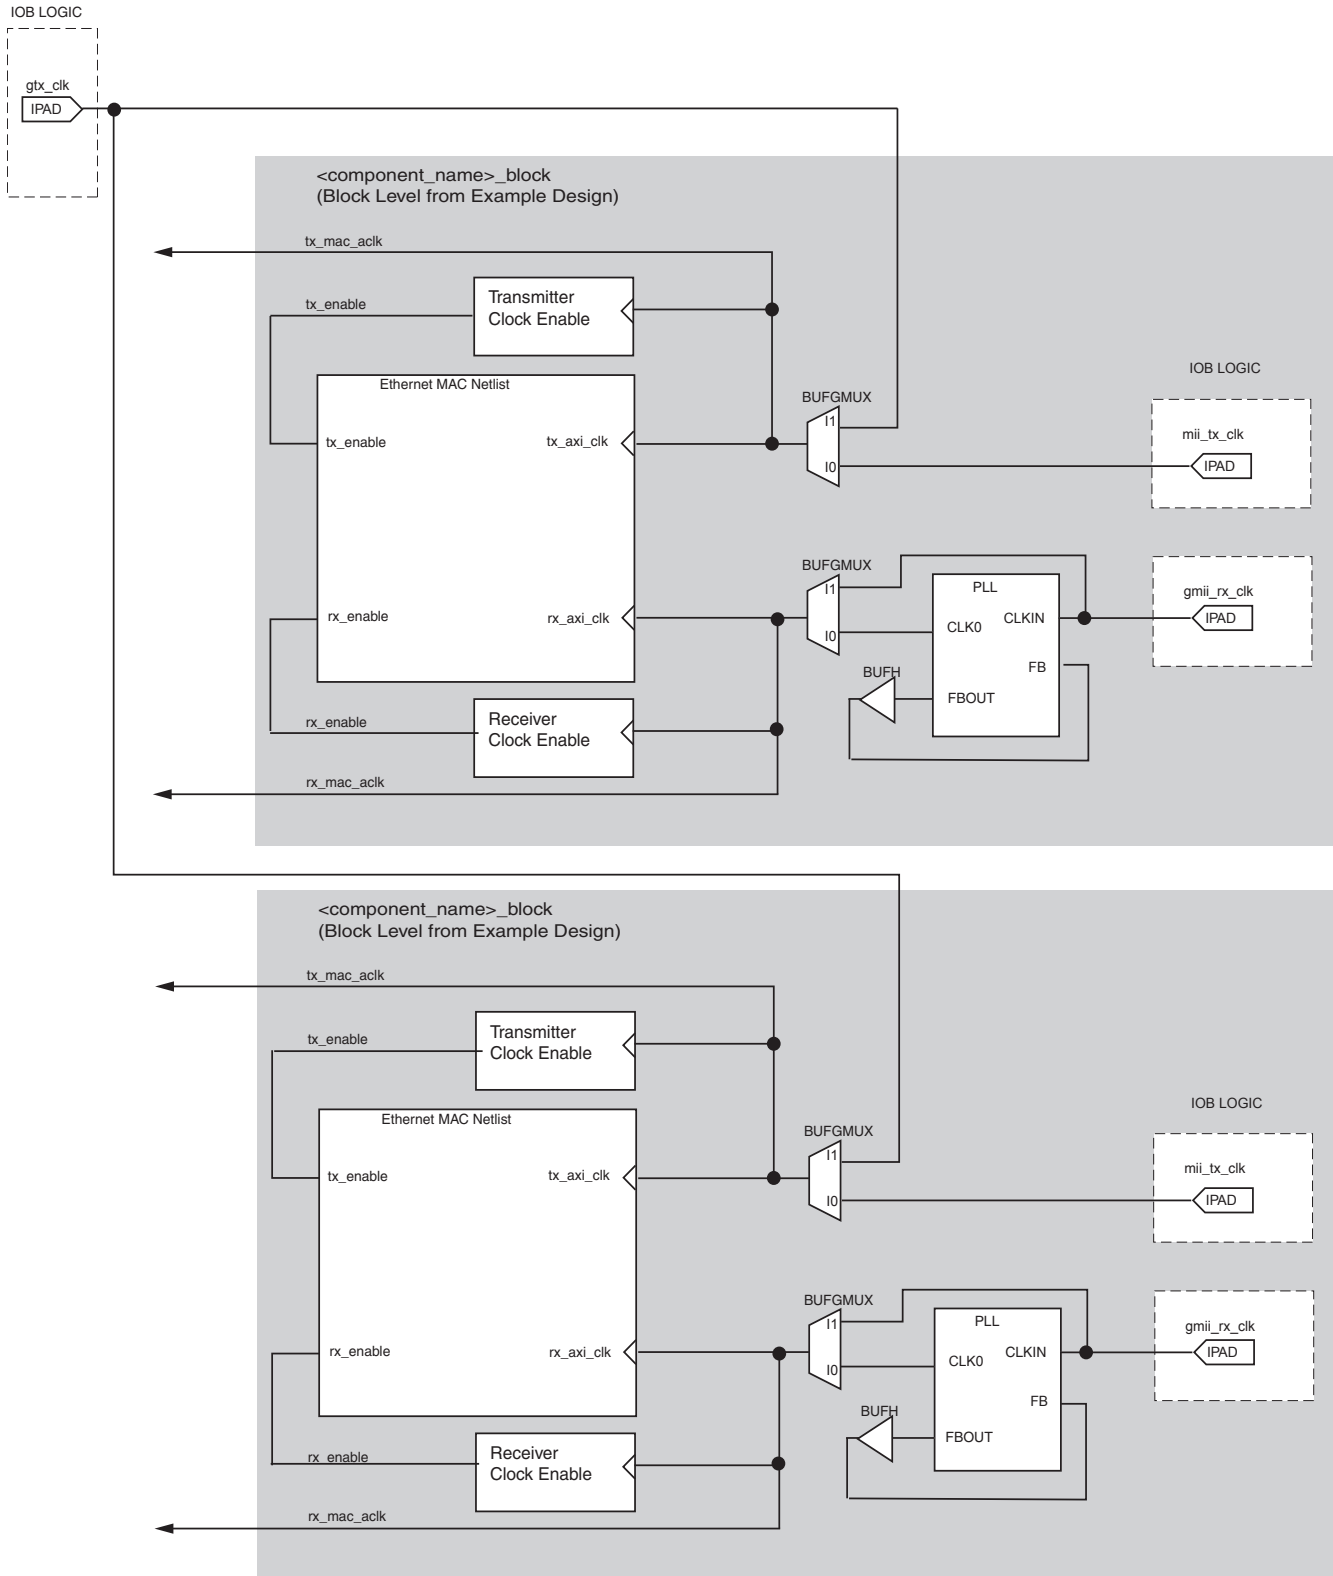 IOB LOGIC
gtx_clk
IPAD
<component_name>_block
(Block Level from Example Design)
tx_mac_aclk
tx_enable
Transmitter
Clock Enable
Ethernet MAC Netlist
tx_enable
tx_axi_clk
BUFGMUX
I1
I0
IOB LOGIC
mii_tx_clk
IPAD
rx_enable
rx_axi_clk
BUFGMUX
I1
I0
PLL
CLK0
CLKIN
FB
FBOUT
BUFH
gmii_rx_clk
IPAD
rx_enable
Receiver
Clock Enable
rx_mac_aclk
<component_name>_block
(Block Level from Example Design)
tx_mac_aclk
tx_enable
Transmitter
Clock Enable
Ethernet MAC Netlist
tx_enable
tx_axi_clk
BUFGMUX
I1
I0
IOB LOGIC
mii_tx_clk
IPAD
rx_enable
rx_axi_clk
BUFGMUX
I1
I0
PLL
CLK0
CLKIN
FB
FBOUT
BUFH
gmii_rx_clk
IPAD
rx_enable
Receiver
Clock Enable
rx_mac_aclk